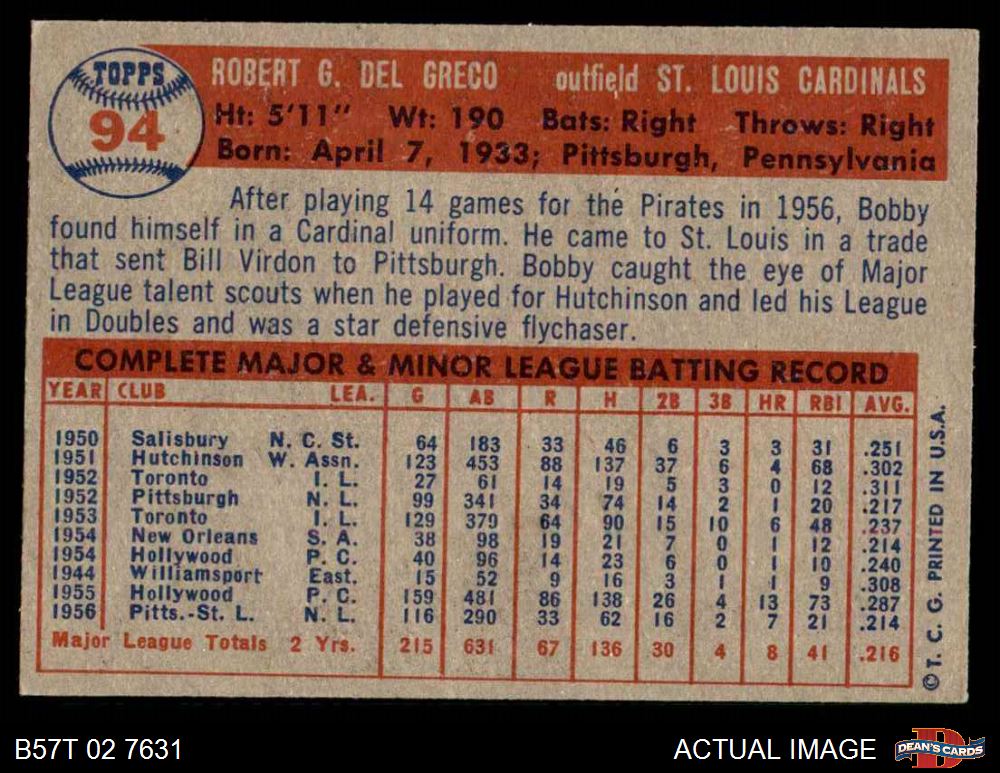 TOPPS
94
ROBERT G. DEL GRECO outfield ST. LOUIS CARDINALS
Ht: 5'11" Wt: 190 Bats: Right Throws: Right
Born: April 7, 1933; Pittsburgh, Pennsylvania
After playing 14 games for the Pirates in 1956, Bobby
found himself in a Cardinal uniform. He came to St. Louis in a trade
that sent Bill Virdon to Pittsburgh. Bobby caught the eye of Major
League talent scouts when he played for Hutchinson and led his League
in Doubles and was a star defensive flychaser.
COMPLETE MAJOR & MINOR LEAGUE BATTING RECORD
YEAR CLUB LEA. G AB R H 2B 3B HR RBI AVG.
1950 Salisbury N. C. St. 64 183 33 46 6 3 3 31 .251
1951 Hutchinson W. Assn. 123 453 88 137 37 6 4 68 .302
1952 Toronto I. L. 27 61 14 19 5 3 0 12 .311
1952 Pittsburgh N. L. 99 341 34 74 14 2 1 20 .217
1953 Toronto I. L. 129 379 64 90 15 10 6 48 .237
1954 New Orleans S. A. 38 98 19 21 7 0 1 12 .214
1954 Hollywood P. C. 40 96 14 23 6 0 1 10 .240
1944 Williamsport East. 15 52 9 16 3 1 1 9 .308
1955 Hollywood P. C. 159 481 86 138 26 4 13 73 .287
1956 Pitts.-St. L. N. L. 116 290 33 62 16 2 7 21 .214
Major League Totals 2 Yrs. 215 631 67 136 30 4 8 41 .216
© T. C. G. PRINTED IN U.S.A.
B57T 02 7631 ACTUAL IMAGE
D
DEAN'S CARDS